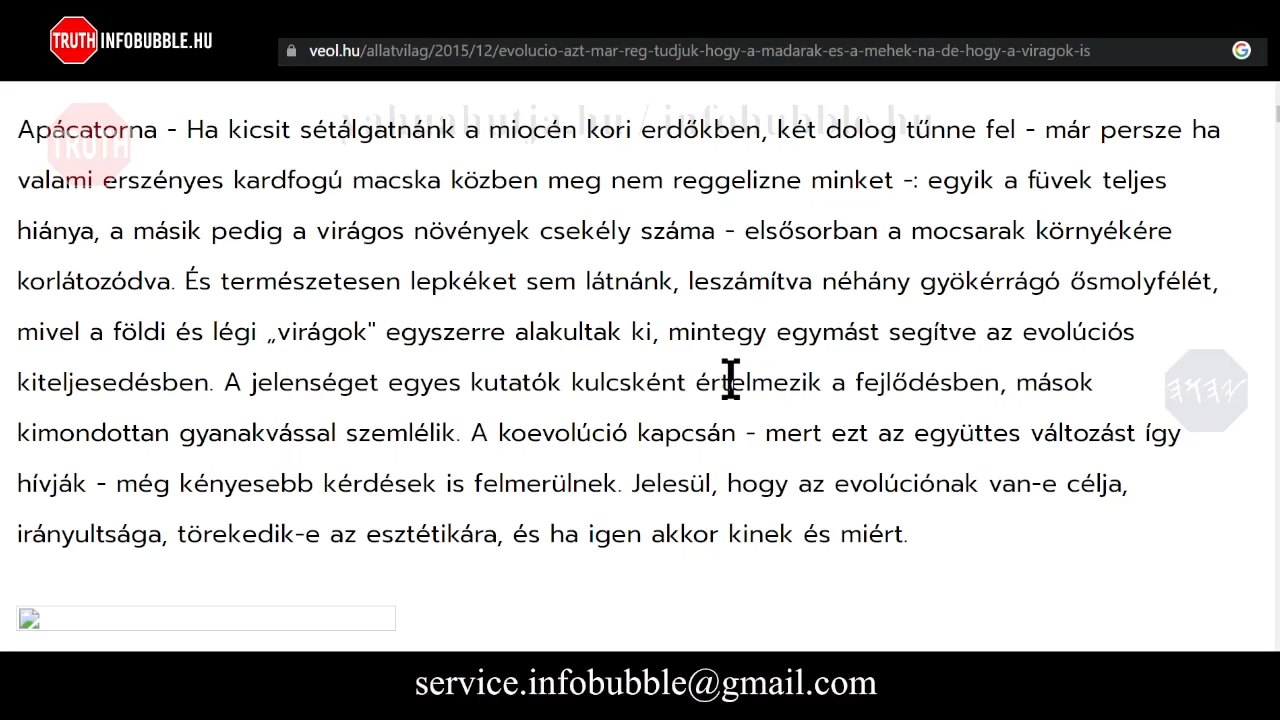 TRUTH INFOBUBBLE.HU
veol.hu/allatvilag/2015/12/evolucio-azt-mar-reg-tudjuk-hogy-a-madarak-es-a-mehek-na-de-hogy-a-viragok-is
yahuahutja.hu / infobubble.hu
Apácatorna - Ha kicsit sétálgatnánk a miocén kori erdőkben, két dolog tűnne fel - már persze ha
TRUTH
valami erszényes kardfogú macska közben meg nem reggelizne minket -: egyik a füvek teljes
hiánya, a másik pedig a virágos növények csekély száma - elsősorban a mocsarak környékére
korlátozódva. És természetesen lepkéket sem látnánk, leszámítva néhány gyökérrágó ősmolyfélét,
mivel a földi és légi „virágok" egyszerre alakultak ki, mintegy egymást segítve az evolúciós
kiteljesedésben. A jelenséget egyes kutatók kulcsként értelmezik a fejlődésben, mások
𐤉𐤄𐤅𐤄
kimondottan gyanakvással szemlélik. A koevolúció kapcsán - mert ezt az együttes változást így
hívják - még kényesebb kérdések is felmerülnek. Jelesül, hogy az evolúciónak van-e célja,
irányultsága, törekedik-e az esztétikára, és ha igen akkor kinek és miért.
service.infobubble@gmail.com